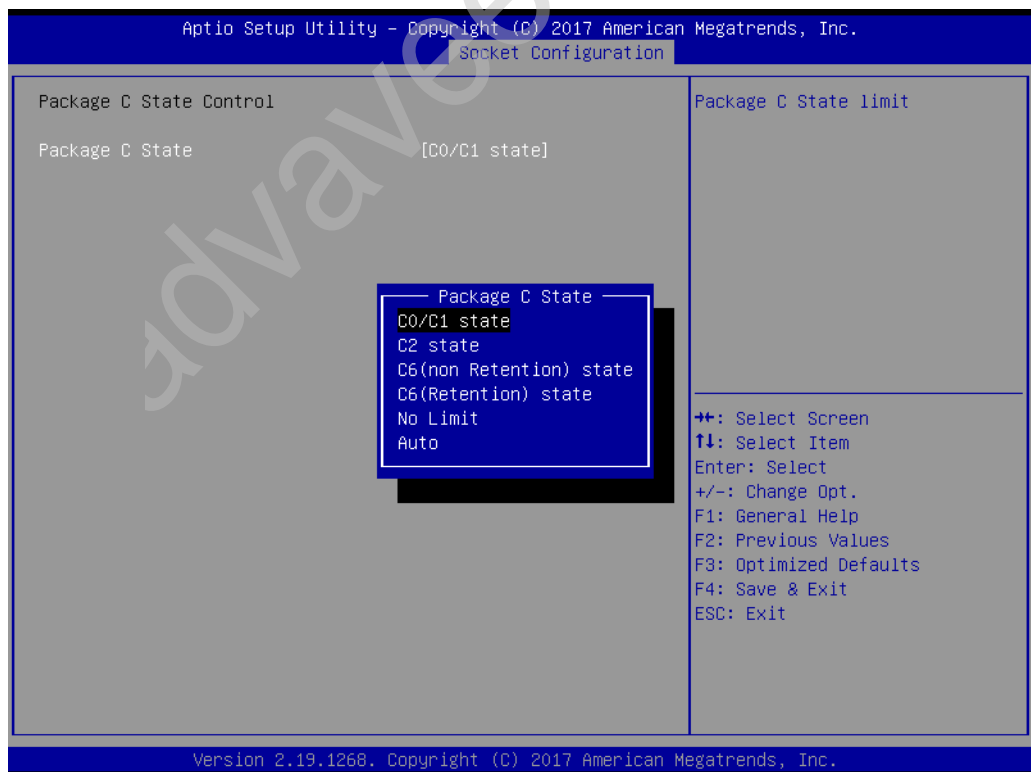 Aptio Setup Utility – Copyright (C) 2017 American Megatrends, Inc.
Socket Configuration
Package C State Control
Package C State [C0/C1 state]
Package C State limit
Package C State
C0/C1 state
C2 state
C6(non Retention) state
C6(Retention) state
No Limit
Auto
→←: Select Screen
↑↓: Select Item
Enter: Select
+/-: Change Opt.
F1: General Help
F2: Previous Values
F3: Optimized Defaults
F4: Save & Exit
ESC: Exit
Version 2.19.1268. Copyright (C) 2017 American Megatrends, Inc.
advavee